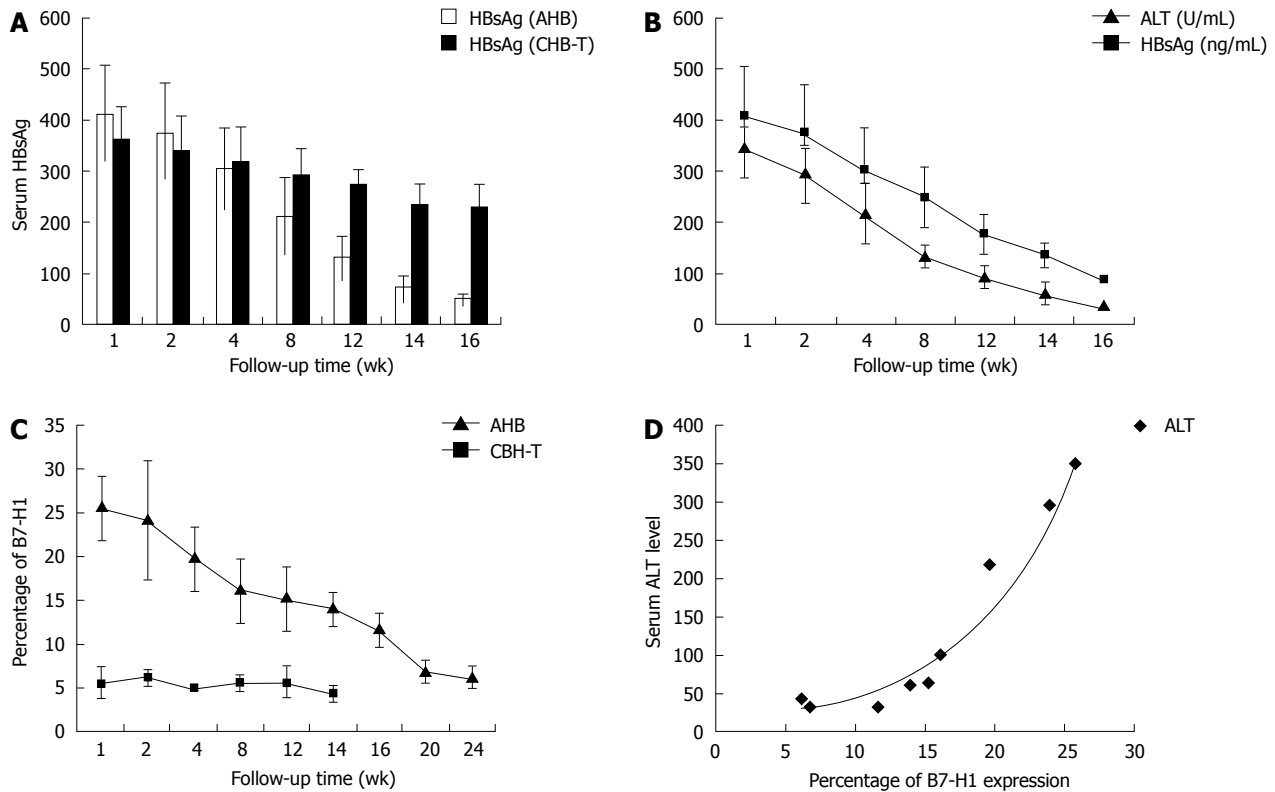 A
HBsAg (AHB)
HBsAg (CHB-T)
600
500
400
300
200
100
0
Serum HBsAg
1 2 4 8 12 14 16
Follow-up time (wk)
B
ALT (U/mL)
HBsAg (ng/mL)
600
500
400
300
200
100
0
1 2 4 8 12 14 16
Follow-up time (wk)
C
AHB
CBH-T
35
30
25
20
15
10
5
0
Percentage of B7-H1
1 2 4 8 12 14 16 20 24
Follow-up time (wk)
D
ALT
400
350
300
250
200
150
100
50
0
Serum ALT level
0 5 10 15 20 25 30
Percentage of B7-H1 expression